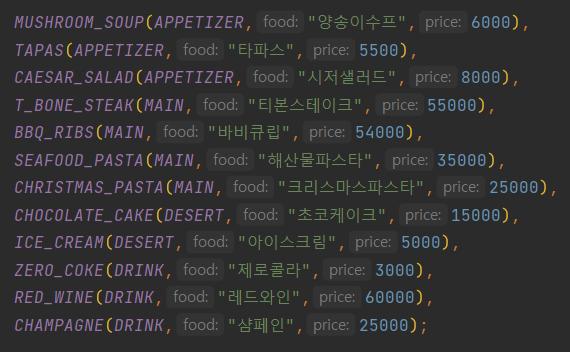 MUSHROOM_SOUP(APPETIZER, food: "양송이수프", price: 6000),
TAPAS(APPETIZER, food: "타파스", price: 5500),
CAESAR_SALAD(APPETIZER, food: "시저샐러드", price: 8000),
T_BONE_STEAK(MAIN, food: "티본스테이크", price: 55000),
BBQ_RIBS(MAIN, food: "바비큐립", price: 54000),
SEAFOOD_PASTA(MAIN, food: "해산물파스타", price: 35000),
CHRISTMAS_PASTA(MAIN, food: "크리스마스파스타", price: 25000),
CHOCOLATE_CAKE(DESERT, food: "초코케이크", price: 15000),
ICE_CREAM(DESERT, food: "아이스크림", price: 5000),
ZERO_COKE(DRINK, food: "제로콜라", price: 3000),
RED_WINE(DRINK, food: "레드와인", price: 60000),
CHAMPAGNE(DRINK, food: "샴페인", price: 25000);